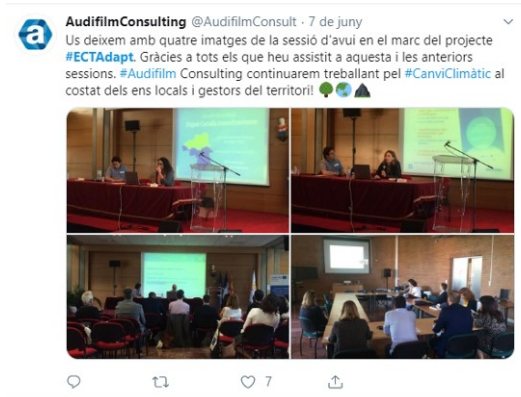 AudifilmConsulting @AudifilmConsult · 7 de juny
Us deixem amb quatre imatges de la sessió d'avui en el marc del projecte
#ECTAdapt. Gràcies a tots els que heu assistit a aquesta i les anteriors
sessions. #Audifilm Consulting continuarem treballant pel #CanviClimàtic al
costat dels ens locals i gestors del territori! 🌳🌏⛰️
7